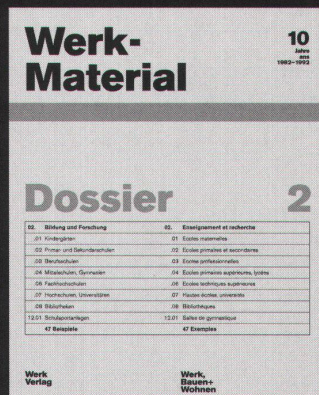 Werk-
Material
10
Jahre
ans
1982–1992
Dossier 2
02. Bildung und Forschung 02. Enseignement et recherche
.01 Kindergärten .01 Ecoles maternelles
.02 Primar- und Sekundarschulen .02 Ecoles primaires et secondaires
.03 Berufsschulen .03 Ecoles professionnelles
.04 Mittelschulen, Gymnasien .04 Ecoles primaires supérieures, lycées
.06 Fachhochschulen .06 Ecoles techniques supérieures
.07 Hochschulen, Universitäten .07 Hautes écoles, université
.08 Bibliotheken .08 Bibliothèques
12.01 Schulsportanlagen 12.01 Salles de gymnastique
47 Beispiele 47 Exemples
Werk
Verlag
Werk,
Bauen+
Wohnen